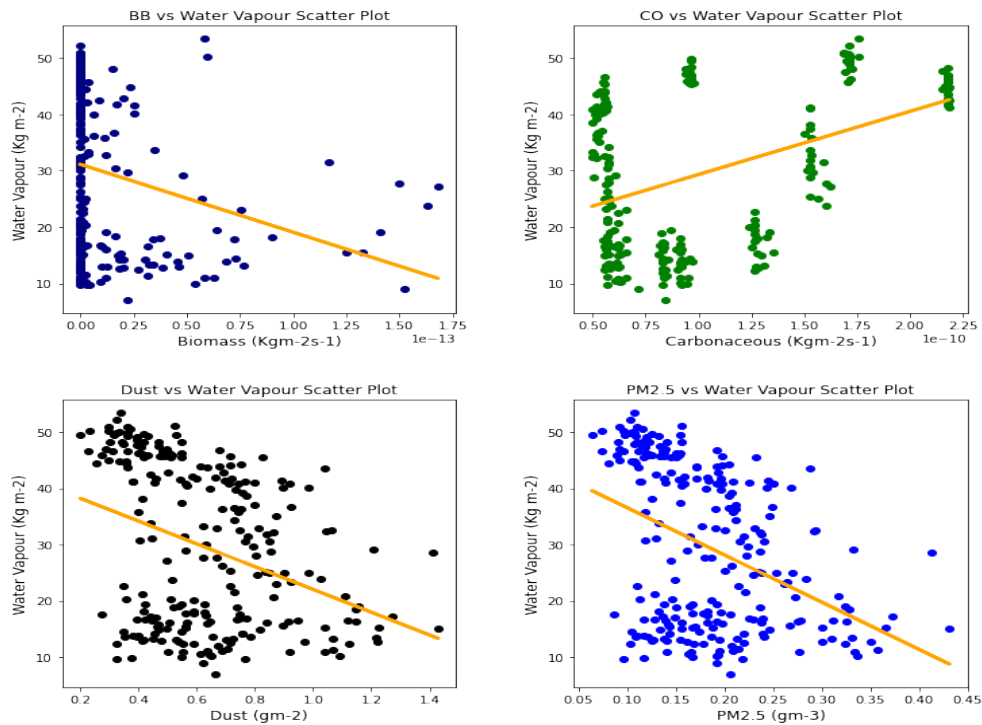 BB vs Water Vapour Scatter Plot
Water Vapour (Kg m-2)
50
40
30
20
10
0.00 0.25 0.50 0.75 1.00 1.25 1.50 1.75
1e−13
Biomass (Kgm-2s-1)
CO vs Water Vapour Scatter Plot
Water Vapour (Kg m-2)
50
40
30
20
10
0.50 0.75 1.00 1.25 1.50 1.75 2.00 2.25
1e−10
Carbonaceous (Kgm-2s-1)
Dust vs Water Vapour Scatter Plot
Water Vapour (Kg m-2)
50
40
30
20
10
0.2 0.4 0.6 0.8 1.0 1.2 1.4
Dust (gm-2)
PM2.5 vs Water Vapour Scatter Plot
Water Vapour (Kg m-2)
50
40
30
20
10
0.05 0.10 0.15 0.20 0.25 0.30 0.35 0.40 0.45
PM2.5 (gm-3)